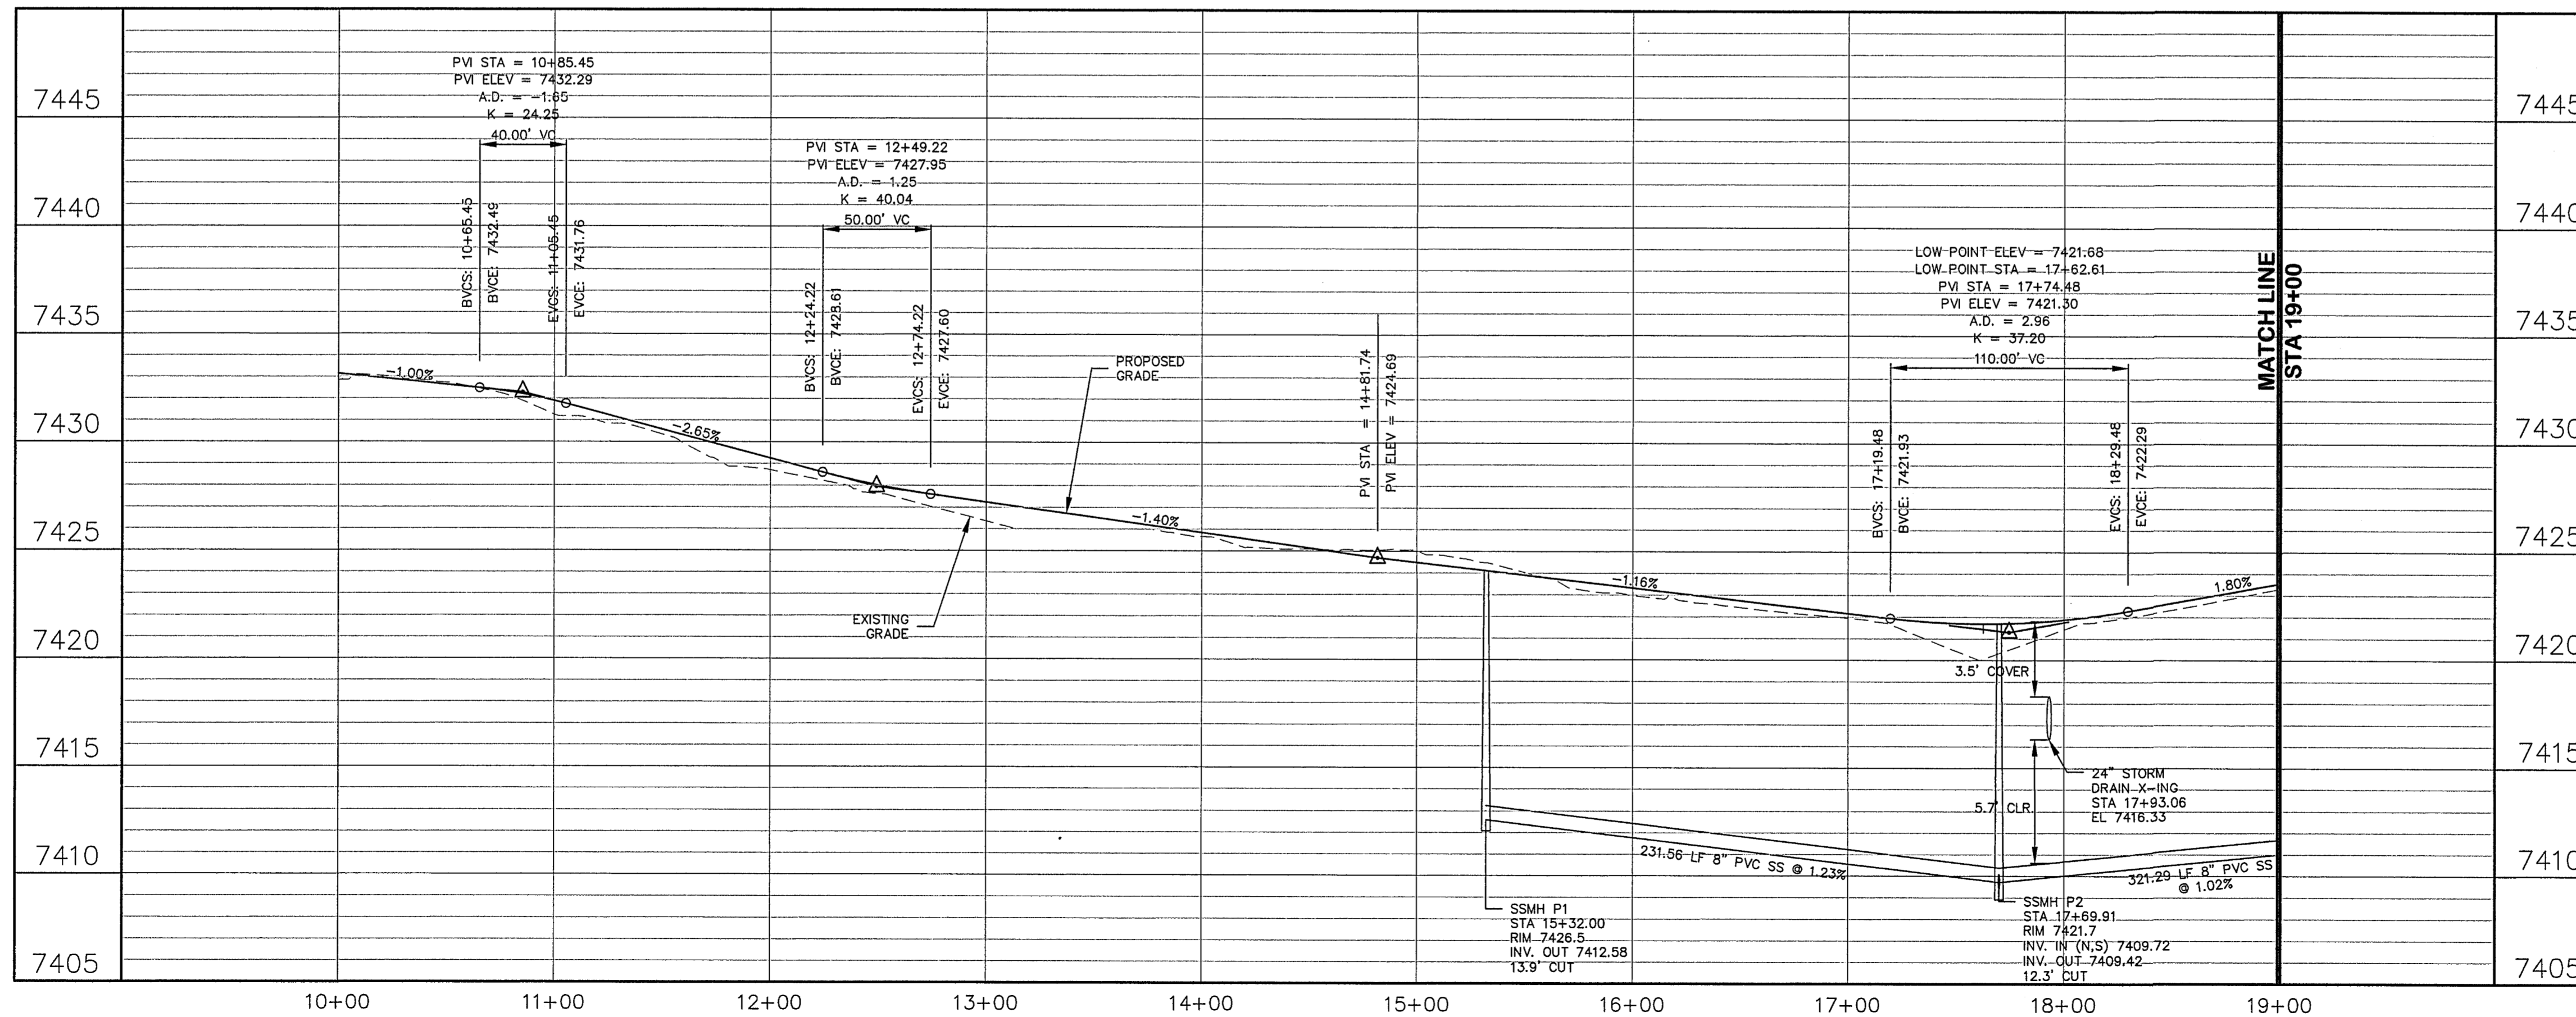 PVI STA = 10+85.45
PVI ELEV = 7432.29
A.D. = -1.65
K = 24.25
40.00' VC
BVCS: 10+65.45
BVCE: 7432.49
EVCS: 11+05.45
EVCE: 7431.76
PVI STA = 12+49.22
PVI ELEV = 7427.95
A.D. = 1.25
K = 40.04
50.00' VC
BVCS: 12+24.22
BVCE: 7428.61
EVCS: 12+74.22
EVCE: 7427.60
PVI STA = 14+81.74
PVI ELEV = 7424.69
LOW POINT ELEV = 7421.68
LOW POINT STA = 17+62.61
PVI STA = 17+74.48
PVI ELEV = 7421.30
A.D. = 2.96
K = 37.20
110.00' VC
BVCS: 17+19.48
BVCE: 7421.93
EVCS: 18+29.48
EVCE: 7422.29
MATCH LINE
STA 19+00
7445
7440
7435
7430
7425
7420
7415
7410
7405
7445
7440
7435
7430
7425
7420
7415
7410
7405
-1.00%
-2.65%
-1.40%
-1.16%
1.80%
PROPOSED
GRADE
EXISTING
GRADE
3.5' COVER
5.7' CLR.
24" STORM
DRAIN X-ING
STA 17+93.06
EL 7416.33
231.56 LF 8" PVC SS @ 1.23%
321.29 LF 8" PVC SS
@ 1.02%
SSMH P1
STA 15+32.00
RIM 7426.5
INV. OUT 7412.58
13.9' CUT
SSMH P2
STA 17+69.91
RIM 7421.7
INV. IN (N,S) 7409.72
INV. OUT 7409.42
12.3' CUT
10+00
11+00
12+00
13+00
14+00
15+00
16+00
17+00
18+00
19+00